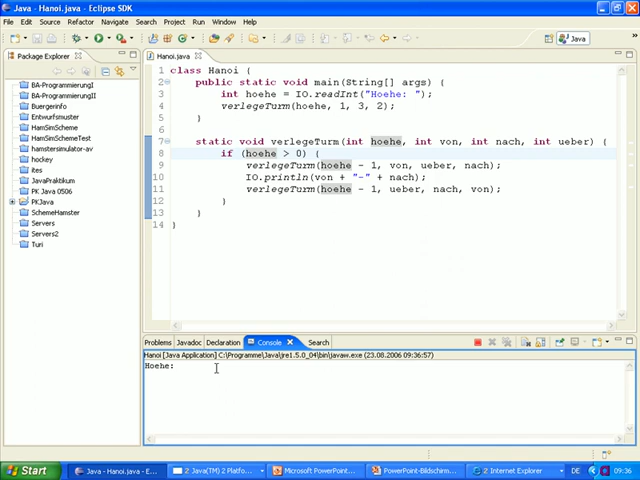 Java - Hanoi.java - Eclipse SDK
File Edit Source Refactor Navigate Search Project Run Window Help
Java
Package Explorer
Hanoi.java
BA-ProgrammierungI
BA-ProgrammierungII
Buergerinfo
Entwurfsmuster
HamSimScheme
HamSimSchemeTest
hamstersimulator-av
hockey
ites
JavaPraktikum
PK Java 0506
PKJava
SchemeHamster
Servers
Servers2
Turi
1 class Hanoi {
2 public static void main(String[] args) {
3 int hoehe = IO.readInt("Hoehe: ");
4 verlegeTurm(hoehe, 1, 3, 2);
5 }
6
7 static void verlegeTurm(int hoehe, int von, int nach, int ueber) {
8 if (hoehe > 0) {
9 verlegeTurm(hoehe - 1, von, ueber, nach);
10 IO.println(von + "-" + nach);
11 verlegeTurm(hoehe - 1, ueber, nach, von);
12 }
13 }
14 }
Problems Javadoc Declaration Console Search
Hanoi [Java Application] C:\Programme\Java\jre1.5.0_04\bin\javaw.exe (23.08.2006 09:36:57)
Hoehe:
Start Java - Hanoi.java - E... 2 Java(TM) 2 Platfo... Microsoft PowerPoint... PowerPoint-Bildschirm... 2 Internet Explorer DE 09:36